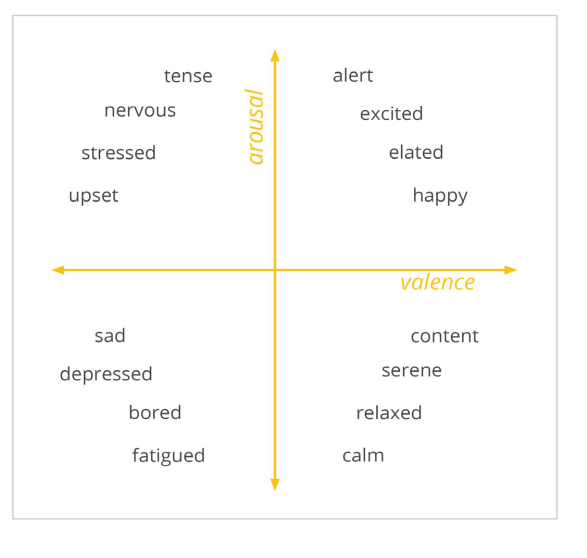 tense
alert
nervous
arousal
excited
stressed
elated
upset
happy
valence
sad
content
depressed
serene
bored
relaxed
fatigued
calm